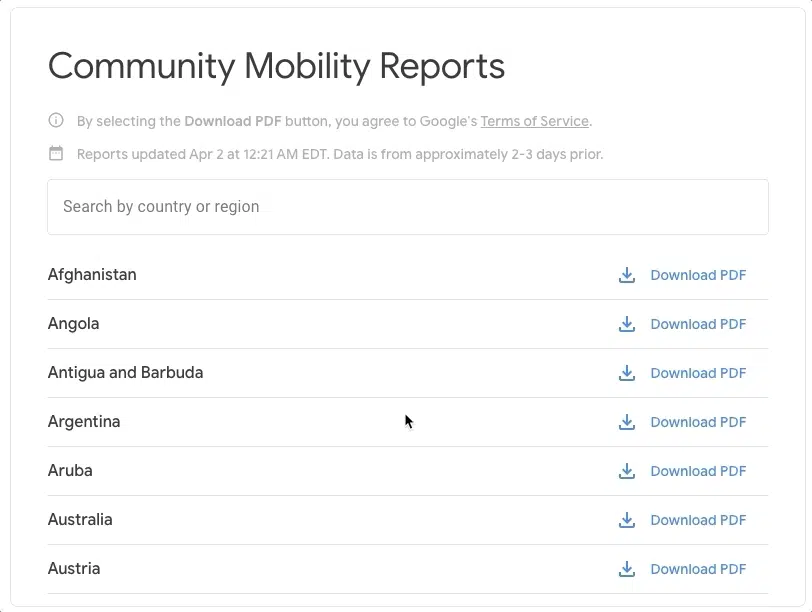 Community Mobility Reports
By selecting the Download PDF button, you agree to Google's Terms of Service.
Reports updated Apr 2 at 12:21 AM EDT. Data is from approximately 2-3 days prior.
Search by country or region
Afghanistan Download PDF
Angola Download PDF
Antigua and Barbuda Download PDF
Argentina Download PDF
Aruba Download PDF
Australia Download PDF
Austria Download PDF